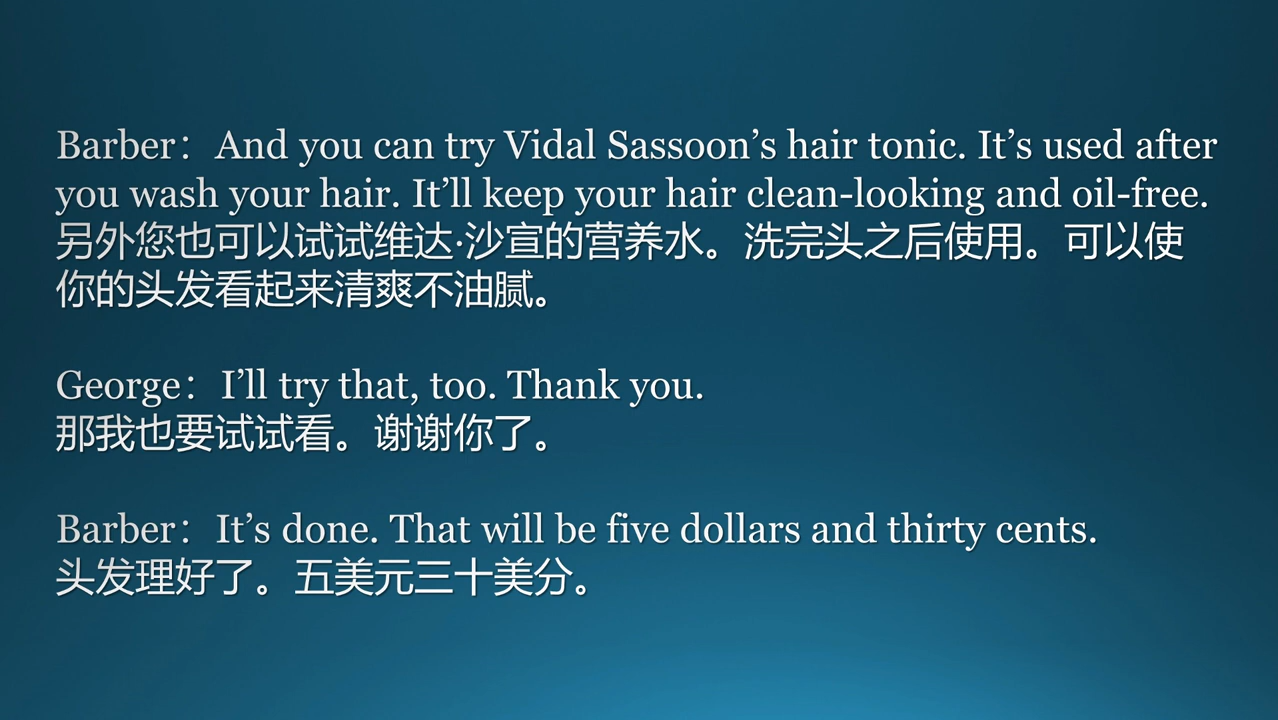 Barber：And you can try Vidal Sassoon’s hair tonic. It’s used after
you wash your hair. It’ll keep your hair clean-looking and oil-free.
另外您也可以试试维达·沙宣的营养水。洗完头之后使用。可以使
你的头发看起来清爽不油腻。
George：I’ll try that, too. Thank you.
那我也要试试看。谢谢你了。
Barber：It’s done. That will be five dollars and thirty cents.
头发理好了。五美元三十美分。